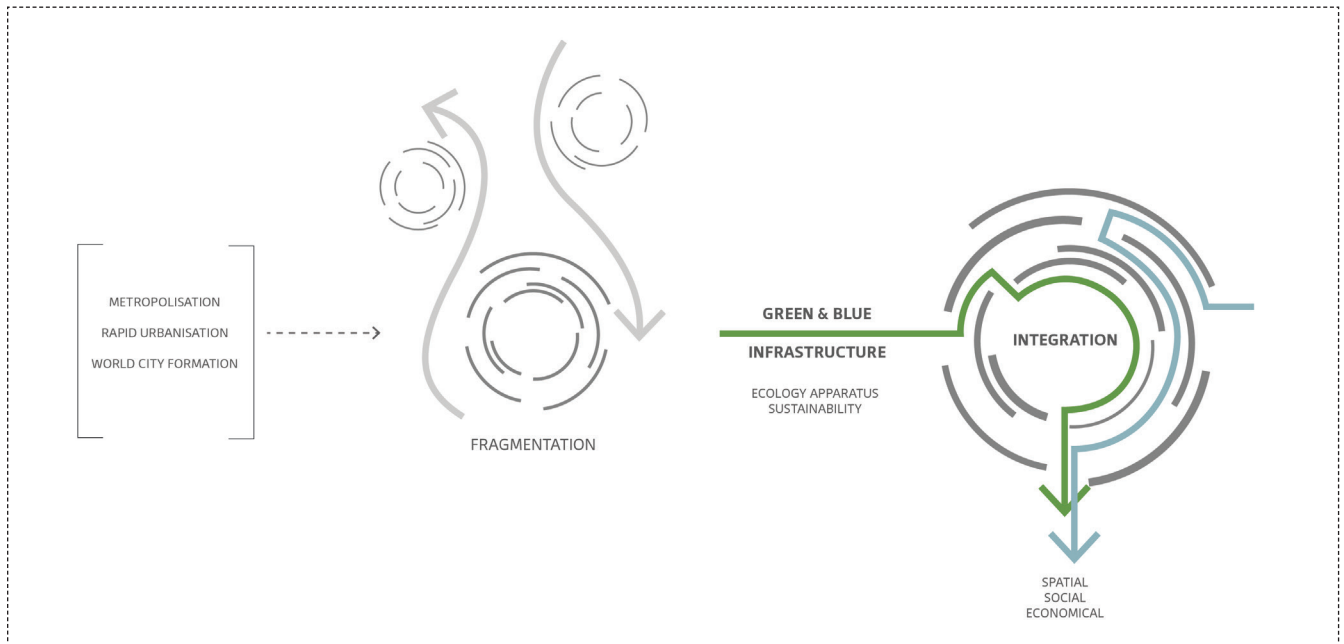 METROPOLISATION
RAPID URBANISATION
WORLD CITY FORMATION
FRAGMENTATION
GREEN & BLUE
INFRASTRUCTURE
ECOLOGY APPARATUS
SUSTAINABILITY
INTEGRATION
SPATIAL
SOCIAL
ECONOMICAL